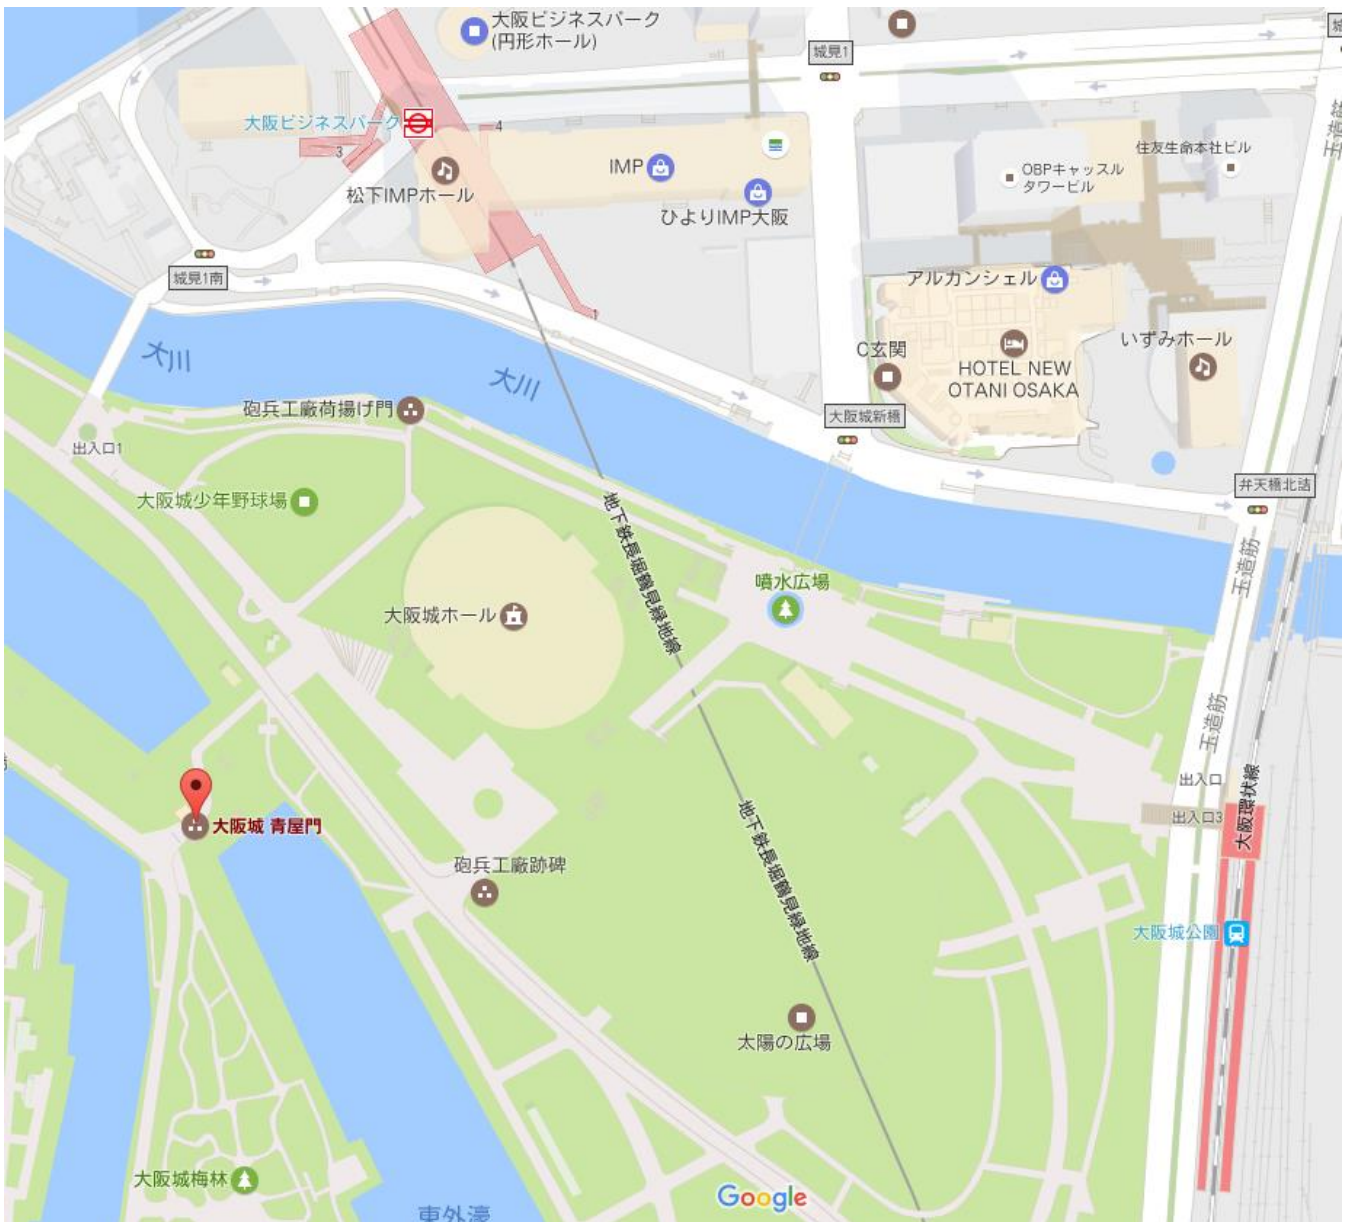 大阪ビジネスパーク
(円形ホール)
城見1
大阪ビジネスパーク
4
3
松下IMPホール
IMP
ひよりIMP大阪
OBPキャッスル
タワービル
住友生命本社ビル
玉造筋
城見1南
1
アルカンシェル
C玄関
HOTEL NEW
OTANI OSAKA
いずみホール
大川
大川
大阪城新橋
弁天橋北詰
砲兵工廠荷揚げ門
出入口1
大阪城少年野球場
地下鉄長堀鶴見緑地線
玉造筋
噴水広場
大阪城ホール
玉造筋
出入口
出入口3
大阪環状線
大阪城 青屋門
地下鉄長堀鶴見緑地線
砲兵工廠跡碑
大阪城公園
太陽の広場
大阪城梅林
東外濠
Google